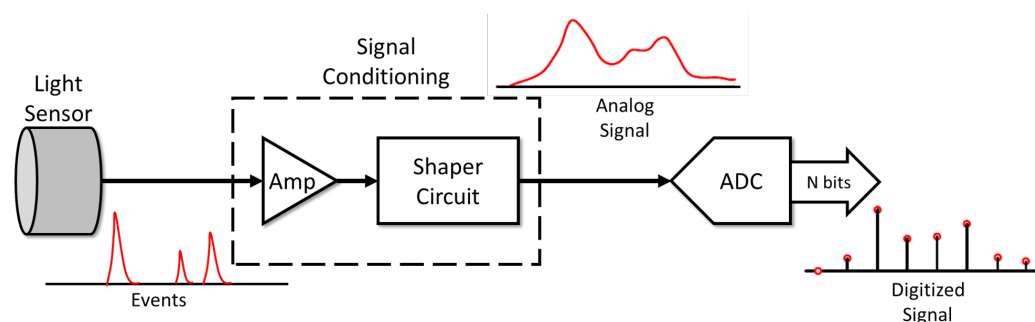 Light
Sensor
Signal
Conditioning
Analog
Signal
Amp
Shaper
Circuit
ADC
N bits
Events
Digitized
Signal